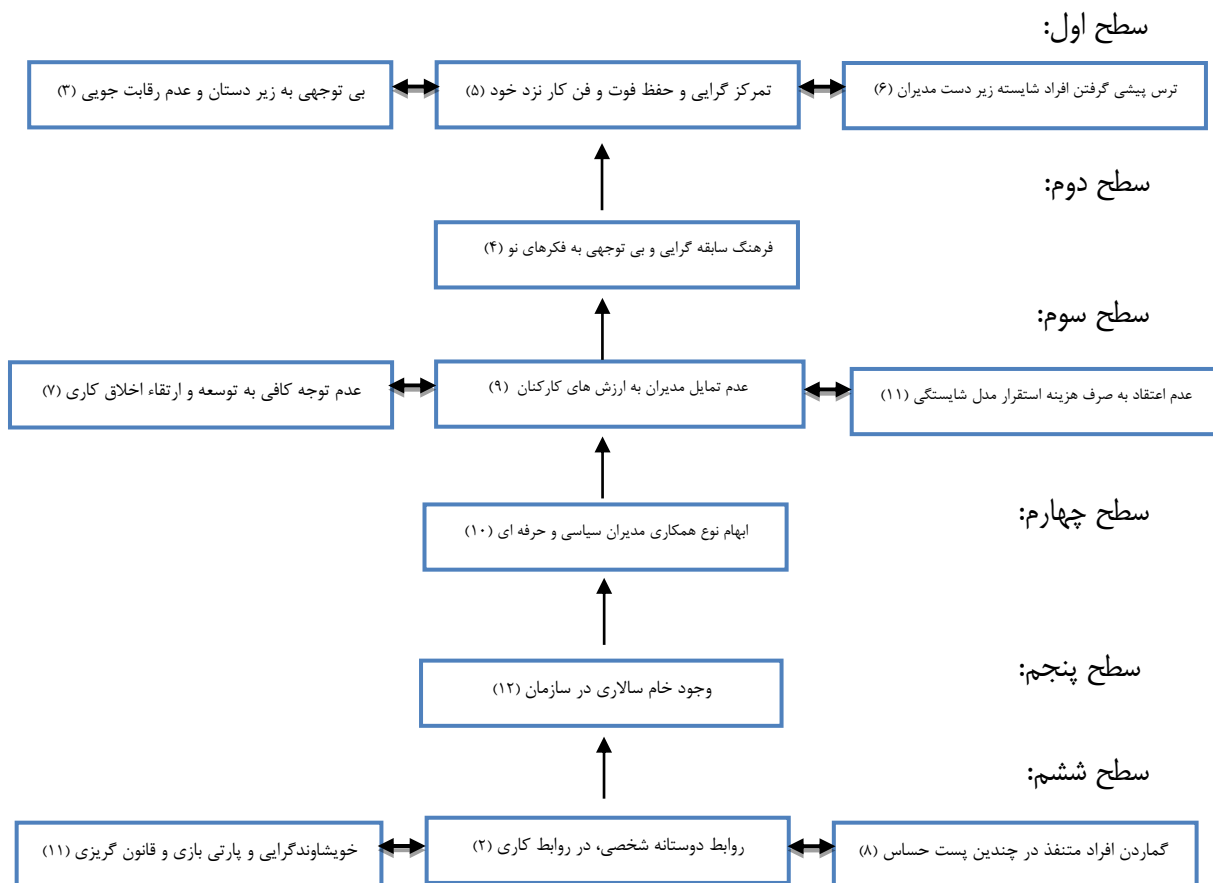 سطح اول:
ترس پیشی گرفتن افراد شایسته زیر دست مدیران (۶)
تمرکز گرایی و حفظ فوت و فن کار نزد خود (۵)
بی توجهی به زیر دستان و عدم رقابت جویی (۳)
سطح دوم:
فرهنگ سابقه گرایی و بی توجهی به فکرهای نو (۴)
سطح سوم:
عدم اعتقاد به صرف هزینه استقرار مدل شایستگی (۱۱)
عدم تمایل مدیران به ارزش های کارکنان (۹)
عدم توجه کافی به توسعه و ارتقاء اخلاق کاری (۷)
سطح چهارم:
ابهام نوع همکاری مدیران سیاسی و حرفه ای (۱۰)
سطح پنجم:
وجود خام سالاری در سازمان (۱۲)
سطح ششم:
گماردن افراد متنفذ در چندین پست حساس (۸)
روابط دوستانه شخصی، در روابط کاری (۲)
خویشاوندگرایی و پارتی بازی و قانون گریزی (۱۱)